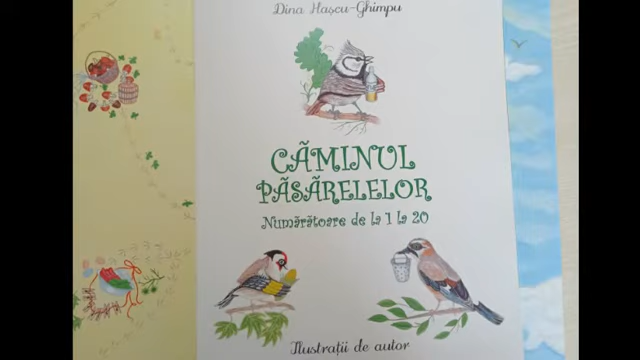 Dina Hașcu-Ghimpu
CĂMINUL
PĂSĂRELELOR
Numărătoare de la 1 la 20
Ilustrații de autor